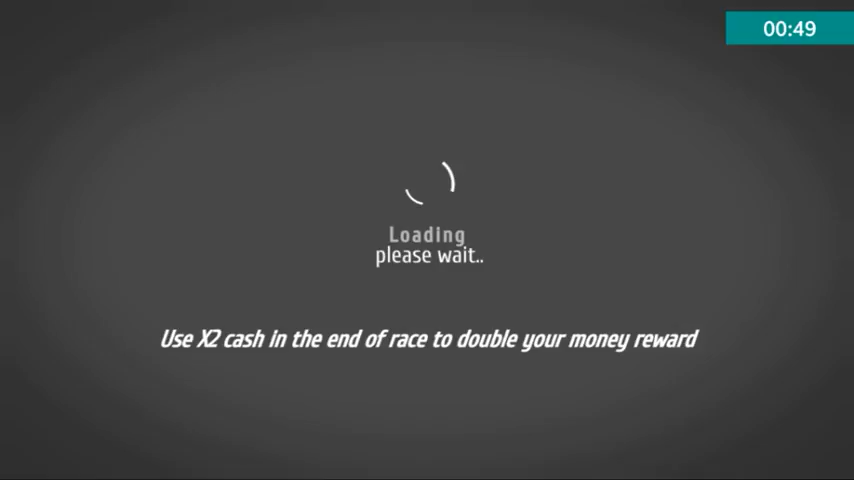 00:49
Loading
please wait..
Use X2 cash in the end of race to double your money reward